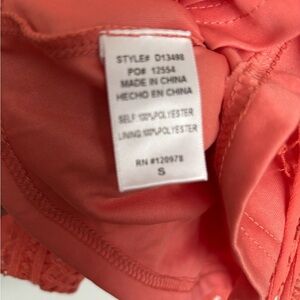 STYLE# D13498
PO# 12554
MADE IN CHINA
HECHO EN CHINA
SELF: 100% POLYESTER
LINING: 100% POLYESTER
RN #120978
S